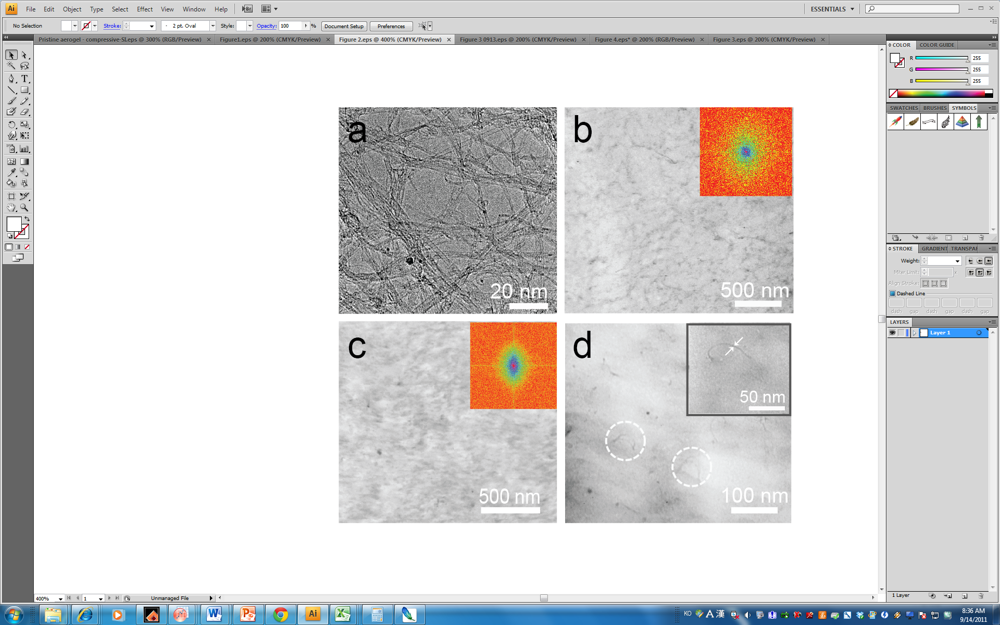 Ai File Edit Object Type Select Effect View Window Help Br ESSENTIALS
No Selection Stroke: 2 pt. Oval Style: Opacity: 100 % Document Setup Preferences
Pristine aerogel - compressive-SI.eps @ 300% (RGB/Preview) Figure1.eps @ 200% (CMYK/Preview) Figure 2.eps @ 400% (CMYK/Preview) Figure 3 0913.eps @ 200% (CMYK/Preview) Figure 4.eps* @ 200% (RGB/Preview) Figure 3.eps @ 200% (CMYK/Preview)
COLOR COLOR GUIDE
R 255
G 255
B 255
SWATCHES BRUSHES SYMBOLS
STROKE GRADIENT TRANSPA
Weight:
Miter Limit: x
Align Stroke:
Dashed Line
dash gap dash gap dash gap
LAYERS
Layer 1
1 Layer
a
20 nm
b
500 nm
c
500 nm
d
50 nm
100 nm
400% 1 Unmanaged File
KO A 漢
8:36 AM
9/14/2011